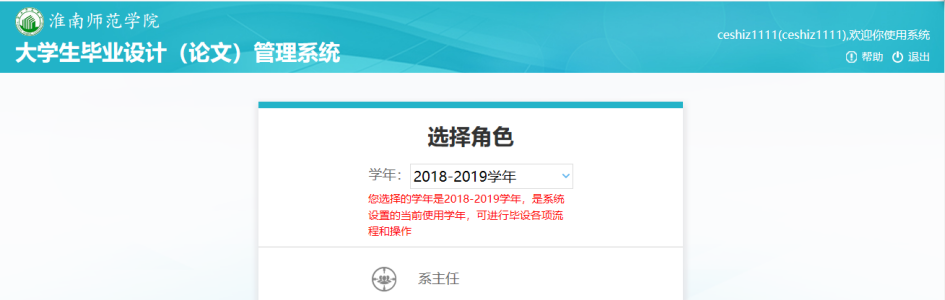 淮南师范学院
大学生毕业设计（论文）管理系统
ceshiz1111(ceshiz1111),欢迎你使用系统
帮助 退出
选择角色
学年：2018-2019学年
您选择的学年是2018-2019学年，是系统
设置的当前使用学年，可进行毕设各项流
程和操作
系主任